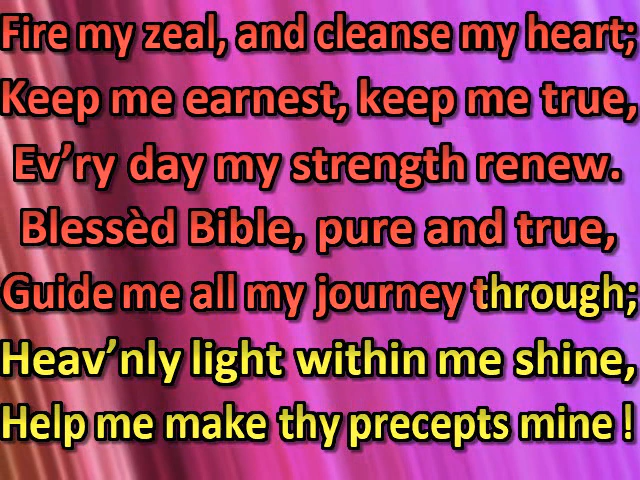 Fire my zeal, and cleanse my heart;
Keep me earnest, keep me true,
Ev’ry day my strength renew.
Blessèd Bible, pure and true,
Guide me all my journey through;
Heav’nly light within me shine,
Help me make thy precepts mine !